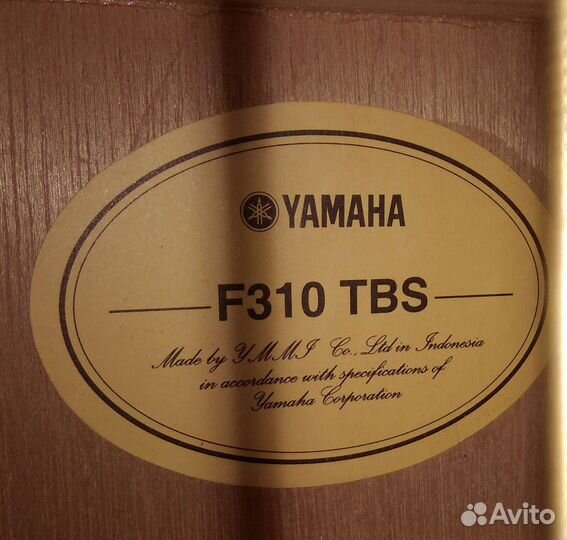 YAMAHA
F310 TBS
Made by YMMI Co., Ltd in Indonesia
in accordance with specifications of
Yamaha Corporation
Avito